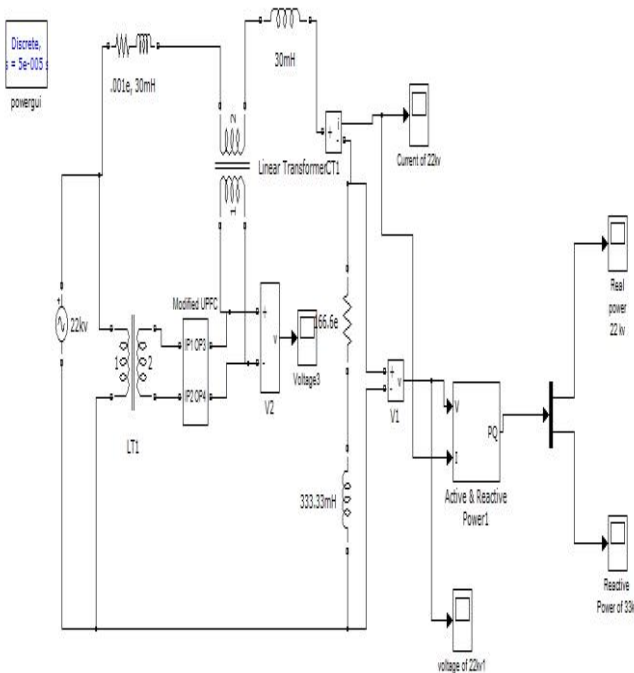 Discrete,
s = 5e-005 s
powergui
.001e, 30mH
30mH
2
Linear Transformer
CT1
+
i
-
Current of 22kv
1
+
22kv
1
2
LT1
Modified UPFC
IP1 OP3
IP2 OP4
+
v
-
V2
Voltage3
166.6e
333.33mH
+
v
-
V1
V
I
PQ
Active & Reactive
Power1
Real
power
22 kv
Reactive
Power of 33k
voltage of 22kv1